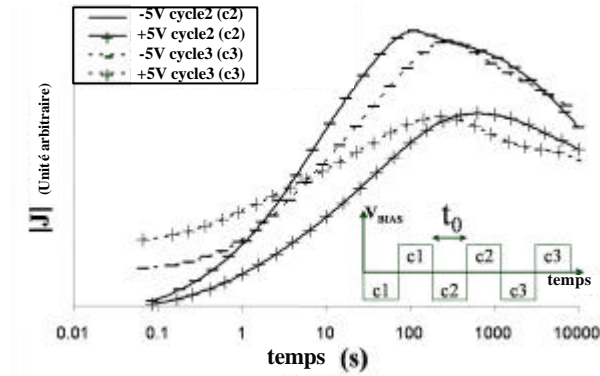 -5V cycle2 (c2)
+5V cycle2 (c2)
-5V cycle3 (c3)
+5V cycle3 (c3)
|J| (Unité arbitraire)
V BIAS
t0
c1 c2 c3
temps
c1 c2 c3
0.01 0.1 1 10 100 1000 10000
temps (s)